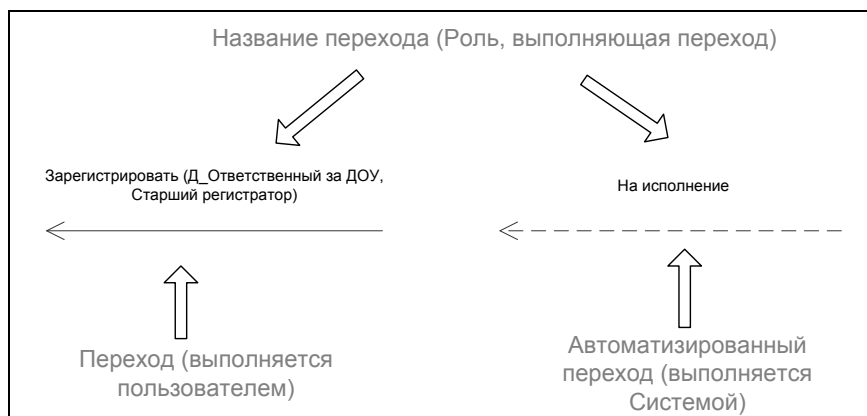 Название перехода (Роль, выполняющая переход)
Зарегистрировать (Д_Ответственный за ДОУ,
Старший регистратор)
На исполнение
Переход (выполняется
пользователем)
Автоматизированный
переход (выполняется
Системой)